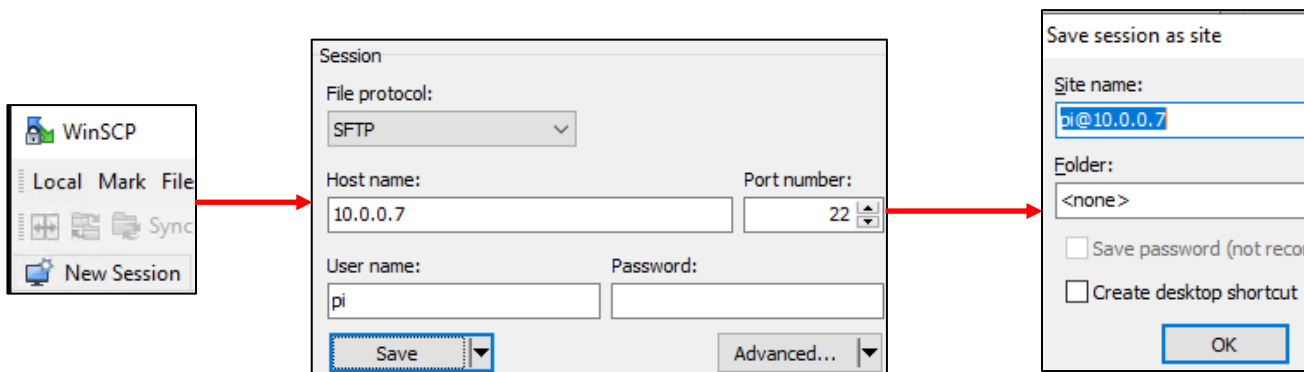 WinSCP
Local Mark File
Sync
New Session
Session
File protocol:
SFTP
Host name: Port number:
10.0.0.7 22
User name: Password:
pi
Save Advanced...
Save session as site
Site name:
pi@10.0.0.7
Folder:
<none>
Save password (not recor
Create desktop shortcut
OK